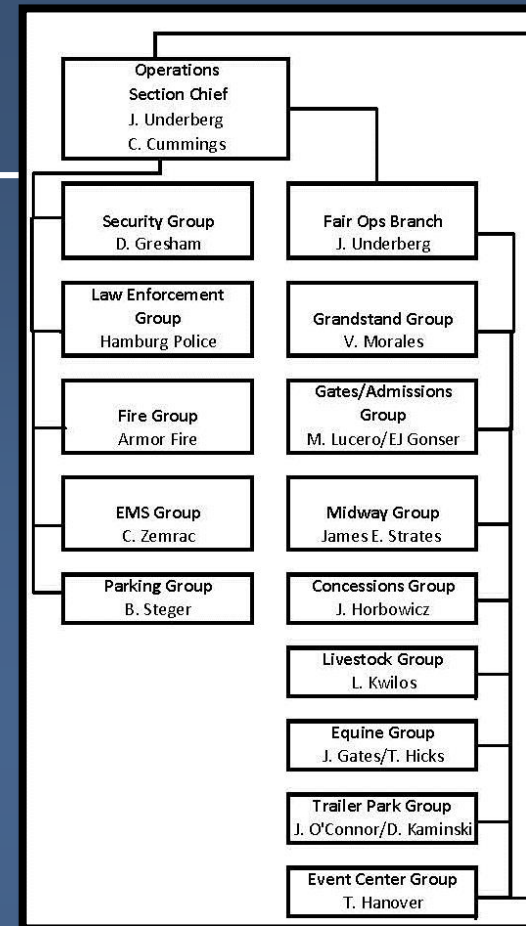 Operations
Section Chief
J. Underberg
C. Cummings
Security Group
D. Gresham
Law Enforcement
Group
Hamburg Police
Fire Group
Armor Fire
EMS Group
C. Zemrac
Parking Group
B. Steger
Fair Ops Branch
J. Underberg
Grandstand Group
V. Morales
Gates/Admissions
Group
M. Lucero/EJ Gonser
Midway Group
James E. Strates
Concessions Group
J. Horbowicz
Livestock Group
L. Kwilos
Equine Group
J. Gates/T. Hicks
Trailer Park Group
J. O'Connor/D. Kaminski
Event Center Group
T. Hanover